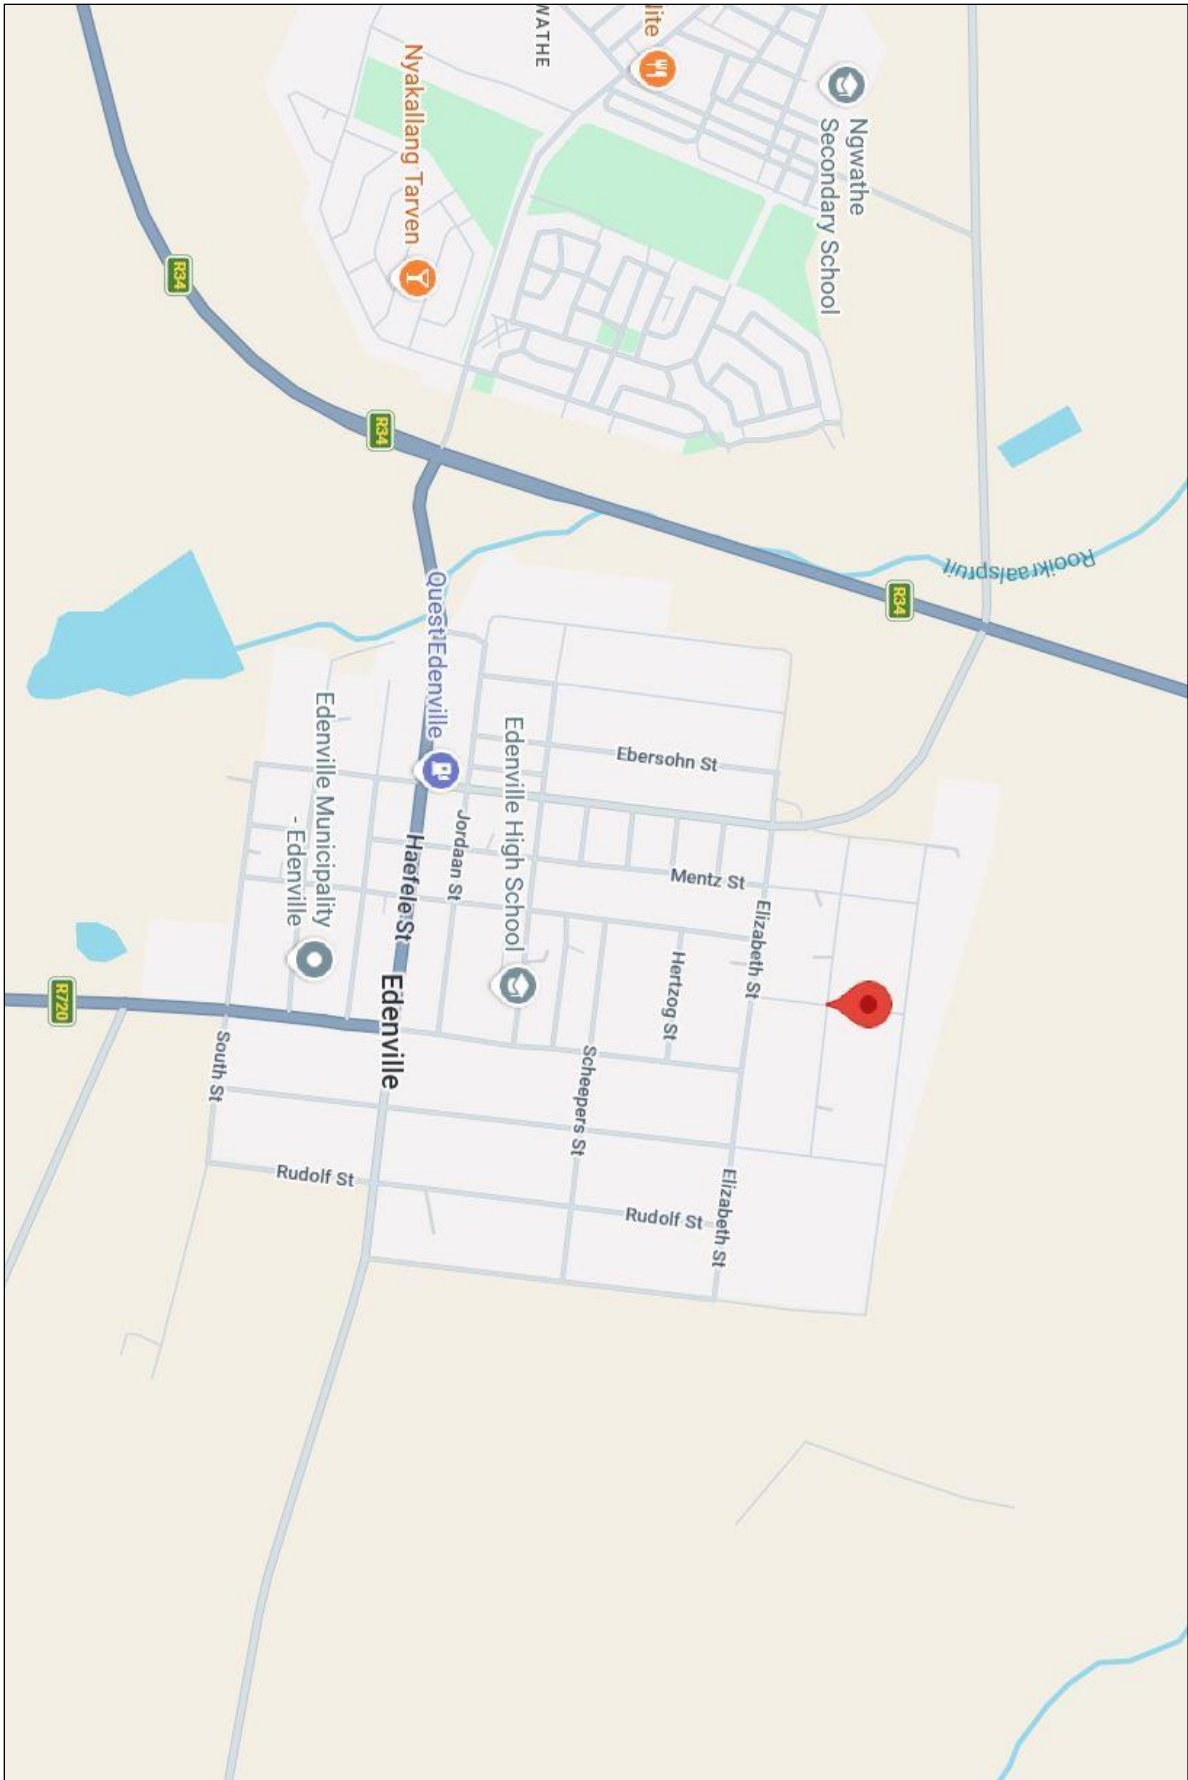 Rooikraalspruit
R34
Ngwathe
Secondary School
Elizabeth St
Elizabeth St
Ebersohn St
Mentz St
Hertzog St
Rudolf St
Scheepers St
WATHE
Edenville High School
Jordaan St
Quest Edenville
Haefele St
Edenville
Nyakallang Tarven
R34
Edenville Municipality
- Edenville
Rudolf St
South St
R34
R720